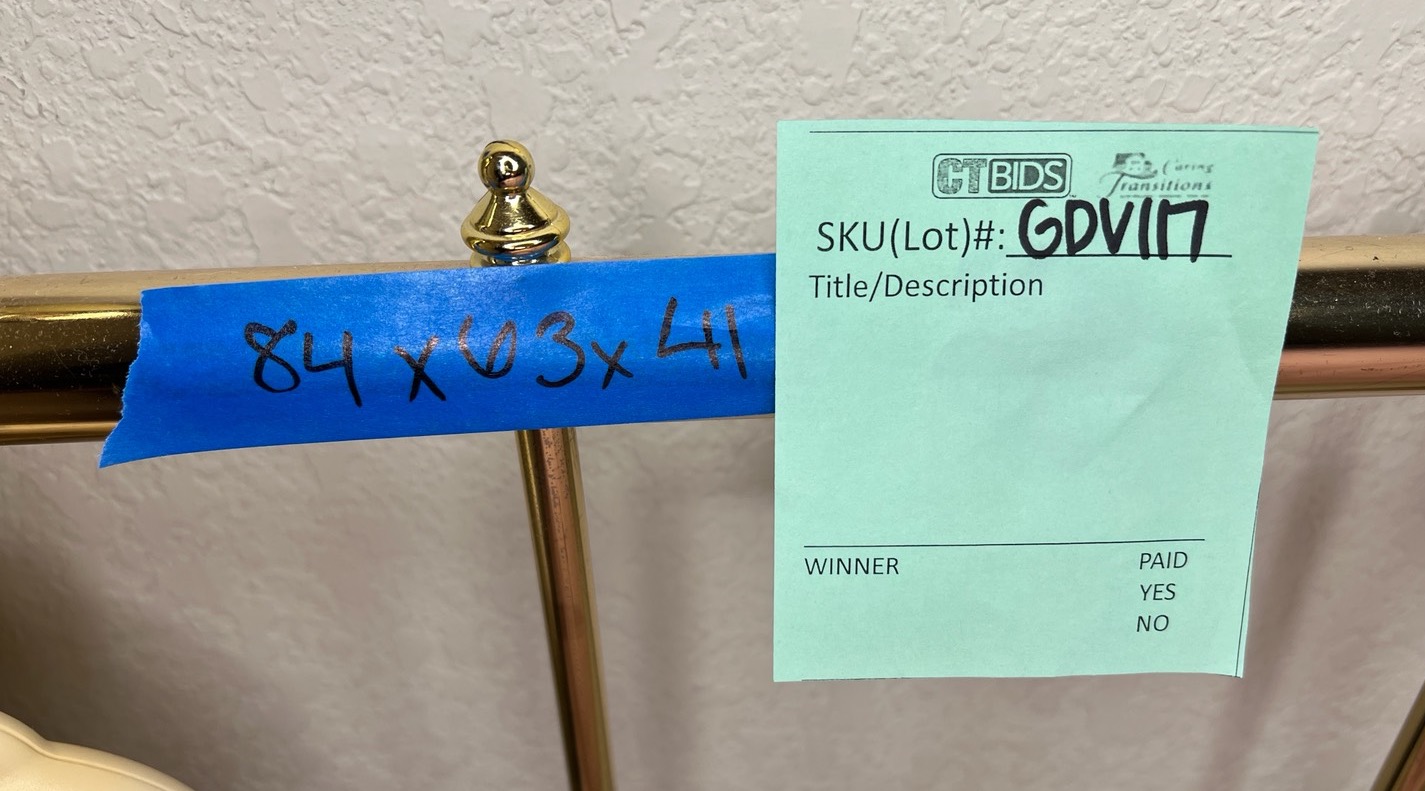 84 x 63 x 41
CTBIDS
Caring
Transitions
SKU(Lot)#: GDV117
Title/Description
WINNER PAID
YES
NO